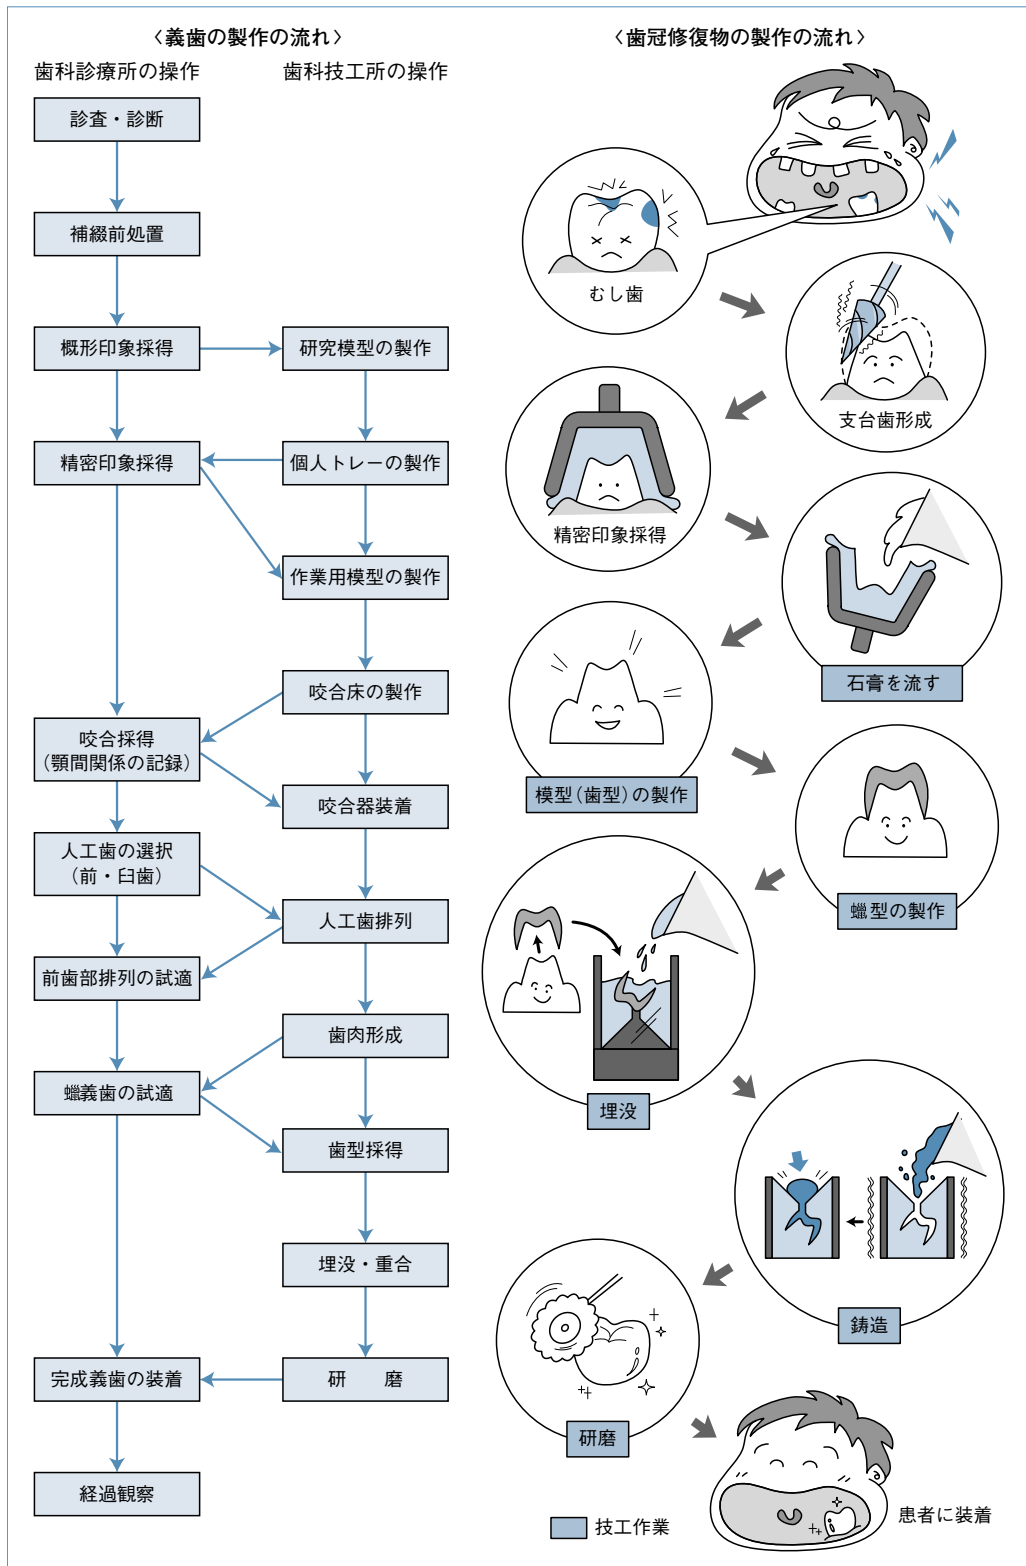 〈義歯の製作の流れ〉
歯科診療所の操作
歯科技工所の操作
診査・診断
補綴前処置
概形印象採得
研究模型の製作
精密印象採得
個人トレーの製作
作業用模型の製作
咬合床の製作
咬合採得
(顎間関係の記録)
咬合器装着
人工歯の選択
(前・臼歯)
人工歯排列
前歯部排列の試適
歯肉形成
蠟義歯の試適
歯型採得
埋没・重合
完成義歯の装着
研　磨
経過観察
〈歯冠修復物の製作の流れ〉
むし歯
支台歯形成
精密印象採得
石膏を流す
模型(歯型)の製作
蠟型の製作
埋没
鋳造
研磨
患者に装着
技工作業